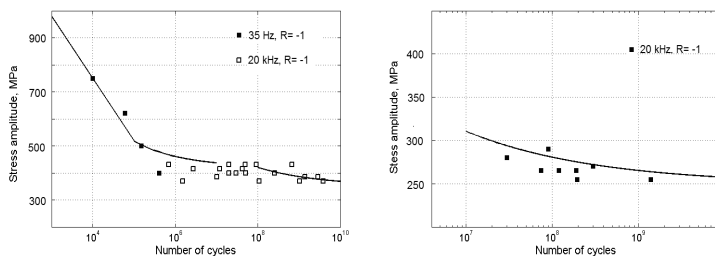 900
700
500
300
Stress amplitude, MPa
35 Hz, R= -1
20 kHz, R= -1
10^4
10^6
10^8
10^10
Number of cycles
400
350
300
250
Stess amplitude, MPa
20 kHz, R= -1
10^7
10^8
10^9
Number of cycles